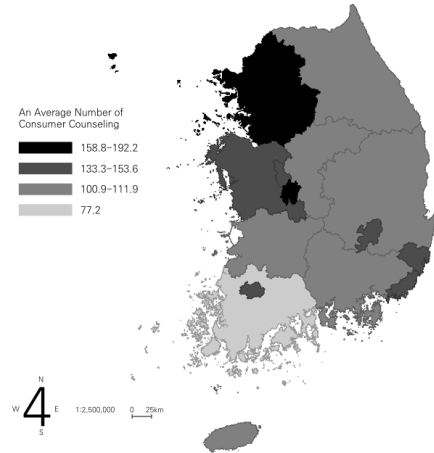 An Average Number of
Consumer Counseling
158.8-192.2
133.3-153.6
100.9-111.9
77.2
N
W 4 E
S
1:2,500,000 0 25km